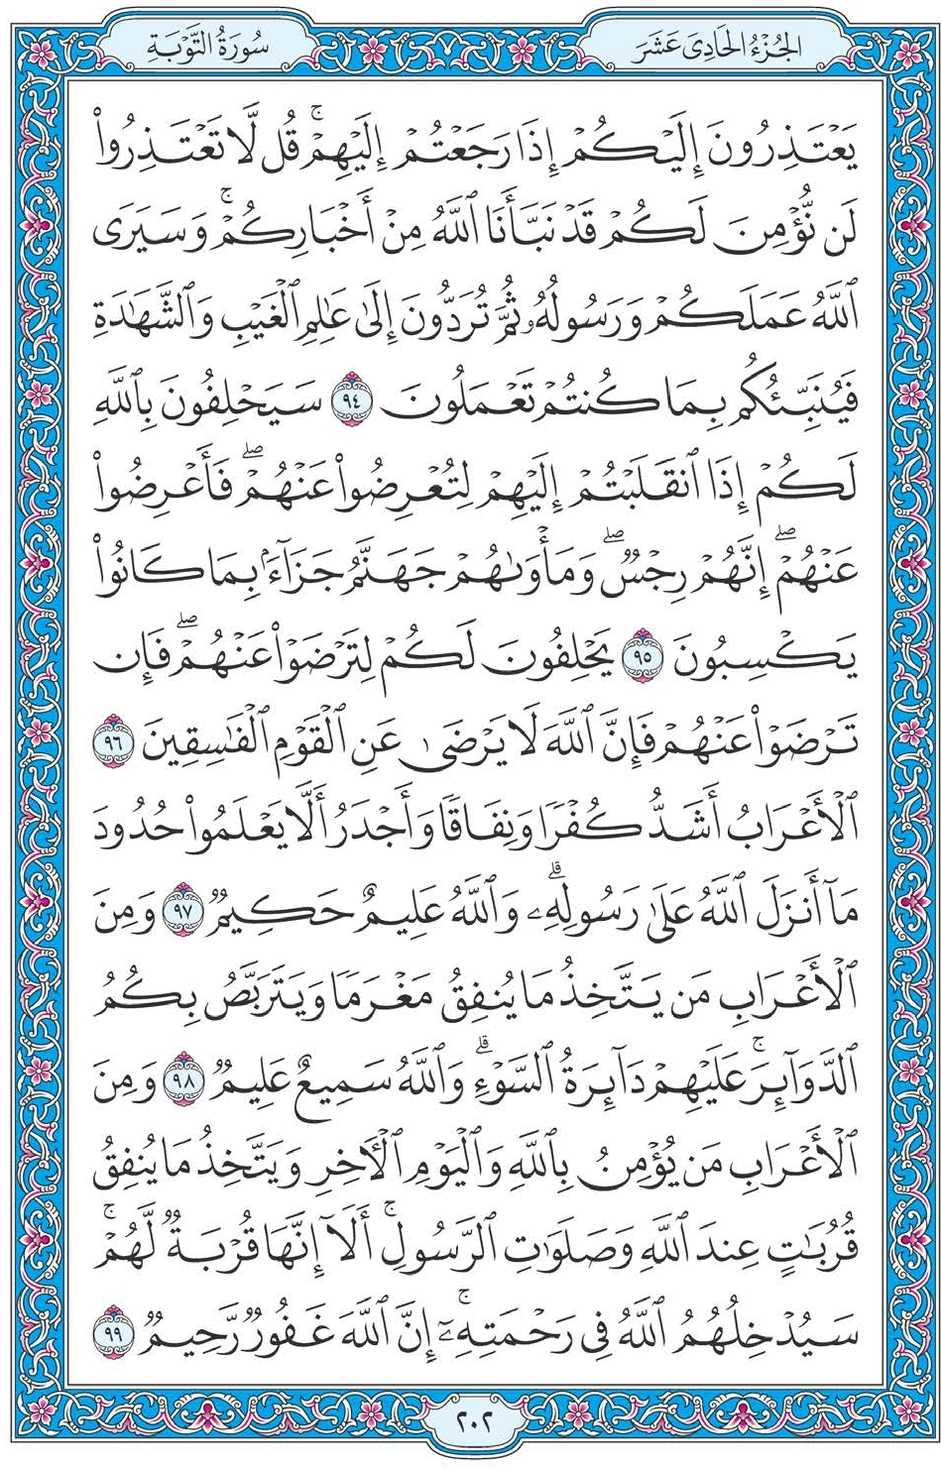 الجُزْءُ الحَادِى عَشَرَ
سُورَةُ التَّوْبَةِ
يَعْتَذِرُونَ إِلَيْكُمْ إِذَا رَجَعْتُمْ إِلَيْهِمْ ۚ قُل لَّا تَعْتَذِرُوا۟
لَن نُّؤْمِنَ لَكُمْ قَدْ نَبَّأَنَا ٱللَّهُ مِنْ أَخْبَارِكُمْ ۚ وَسَيَرَى
ٱللَّهُ عَمَلَكُمْ وَرَسُولُهُۥ ثُمَّ تُرَدُّونَ إِلَىٰ عَـٰلِمِ ٱلْغَيْبِ وَٱلشَّهَـٰدَةِ
فَيُنَبِّئُكُم بِمَا كُنتُمْ تَعْمَلُونَ ٩٤ سَيَحْلِفُونَ بِٱللَّهِ
لَكُمْ إِذَا ٱنقَلَبْتُمْ إِلَيْهِمْ لِتُعْرِضُوا۟ عَنْهُمْ ۖ فَأَعْرِضُوا۟
عَنْهُمْ ۖ إِنَّهُمْ رِجْسٌ ۖ وَمَأْوَىٰهُمْ جَهَنَّمُ جَزَآءًۢ بِمَا كَانُوا۟
يَكْسِبُونَ ٩٥ يَحْلِفُونَ لَكُمْ لِتَرْضَوْا۟ عَنْهُمْ ۖ فَإِن
تَرْضَوْا۟ عَنْهُمْ فَإِنَّ ٱللَّهَ لَا يَرْضَىٰ عَنِ ٱلْقَوْمِ ٱلْفَـٰسِقِينَ ٩٦
ٱلْأَعْرَابُ أَشَدُّ كُفْرًا وَنِفَاقًا وَأَجْدَرُ أَلَّا يَعْلَمُوا۟ حُدُودَ
مَآ أَنزَلَ ٱللَّهُ عَلَىٰ رَسُولِهِۦ ۗ وَٱللَّهُ عَلِيمٌ حَكِيمٌ ٩٧ وَمِنَ
ٱلْأَعْرَابِ مَن يَتَّخِذُ مَا يُنفِقُ مَغْرَمًا وَيَتَرَبَّصُ بِكُمُ
ٱلدَّوَآئِرَ ۚ عَلَيْهِمْ دَآئِرَةُ ٱلسَّوْءِ ۗ وَٱللَّهُ سَمِيعٌ عَلِيمٌ ٩٨ وَمِنَ
ٱلْأَعْرَابِ مَن يُؤْمِنُ بِٱللَّهِ وَٱلْيَوْمِ ٱلْـَٔاخِرِ وَيَتَّخِذُ مَا يُنفِقُ
قُرُبَـٰتٍ عِندَ ٱللَّهِ وَصَلَوَٰتِ ٱلرَّسُولِ ۚ أَلَآ إِنَّهَا قُرْبَةٌ لَّهُمْ ۚ
سَيُدْخِلُهُمُ ٱللَّهُ فِى رَحْمَتِهِۦٓ ۚ إِنَّ ٱللَّهَ غَفُورٌ رَّحِيمٌ ٩٩
٢٠٢